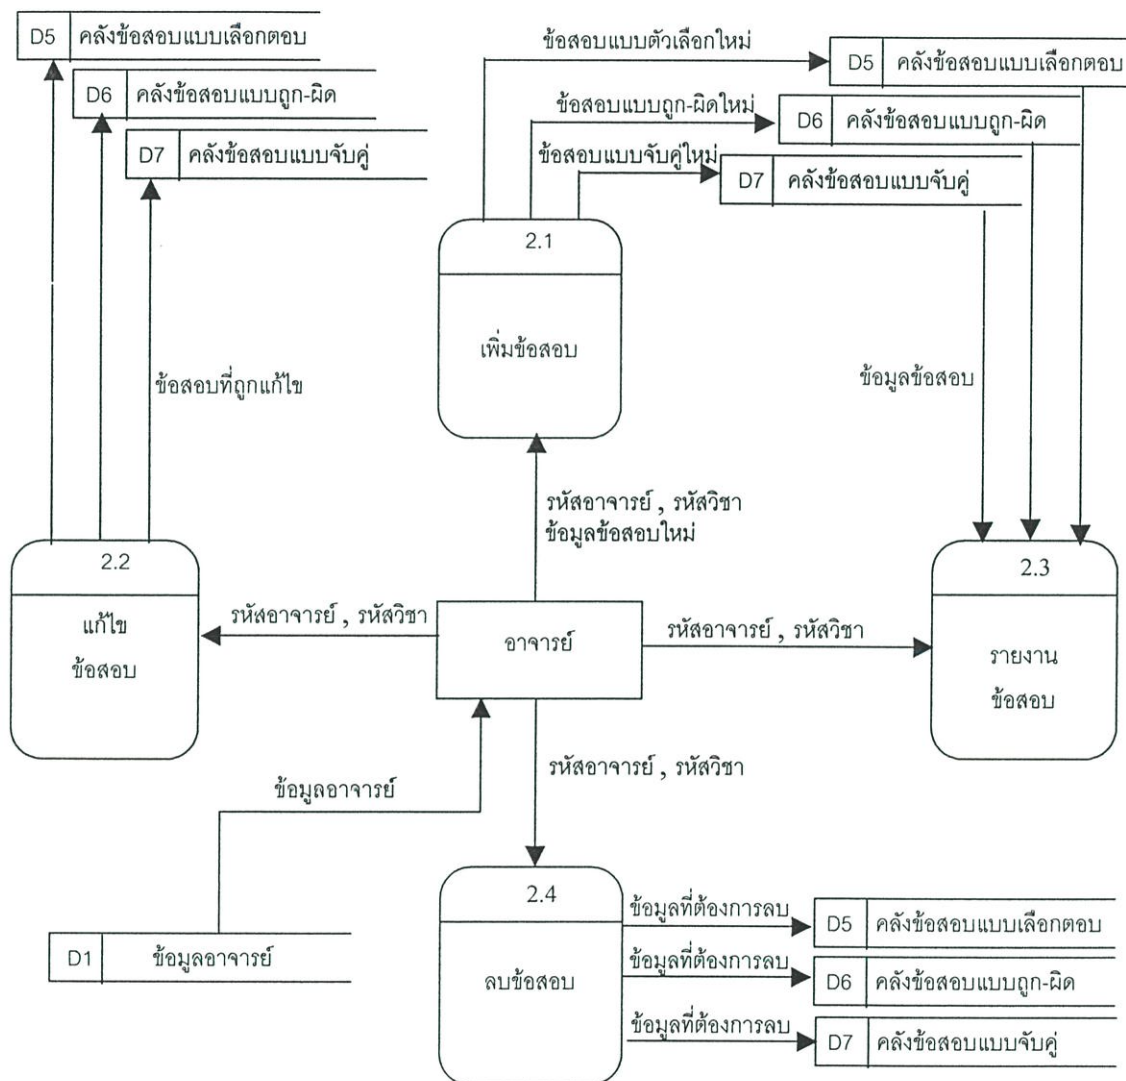 D5 คลังข้อสอบแบบเลือกตอบ
D6 คลังข้อสอบแบบถูก-ผิด
D7 คลังข้อสอบแบบจับคู่
ข้อสอบแบบตัวเลือกใหม่
D5 คลังข้อสอบแบบเลือกตอบ
ข้อสอบแบบถูก-ผิดใหม่
D6 คลังข้อสอบแบบถูก-ผิด
ข้อสอบแบบจับคู่ใหม่
D7 คลังข้อสอบแบบจับคู่
2.1
เพิ่มข้อสอบ
ข้อสอบที่ถูกแก้ไข
ข้อมูลข้อสอบ
รหัสอาจารย์ , รหัสวิชา
ข้อมูลข้อสอบใหม่
2.2
แก้ไข
ข้อสอบ
รหัสอาจารย์ , รหัสวิชา
อาจารย์
รหัสอาจารย์ , รหัสวิชา
2.3
รายงาน
ข้อสอบ
รหัสอาจารย์ , รหัสวิชา
ข้อมูลอาจารย์
D1 ข้อมูลอาจารย์
2.4
ลบข้อสอบ
ข้อมูลที่ต้องการลบ
D5 คลังข้อสอบแบบเลือกตอบ
ข้อมูลที่ต้องการลบ
D6 คลังข้อสอบแบบถูก-ผิด
ข้อมูลที่ต้องการลบ
D7 คลังข้อสอบแบบจับคู่